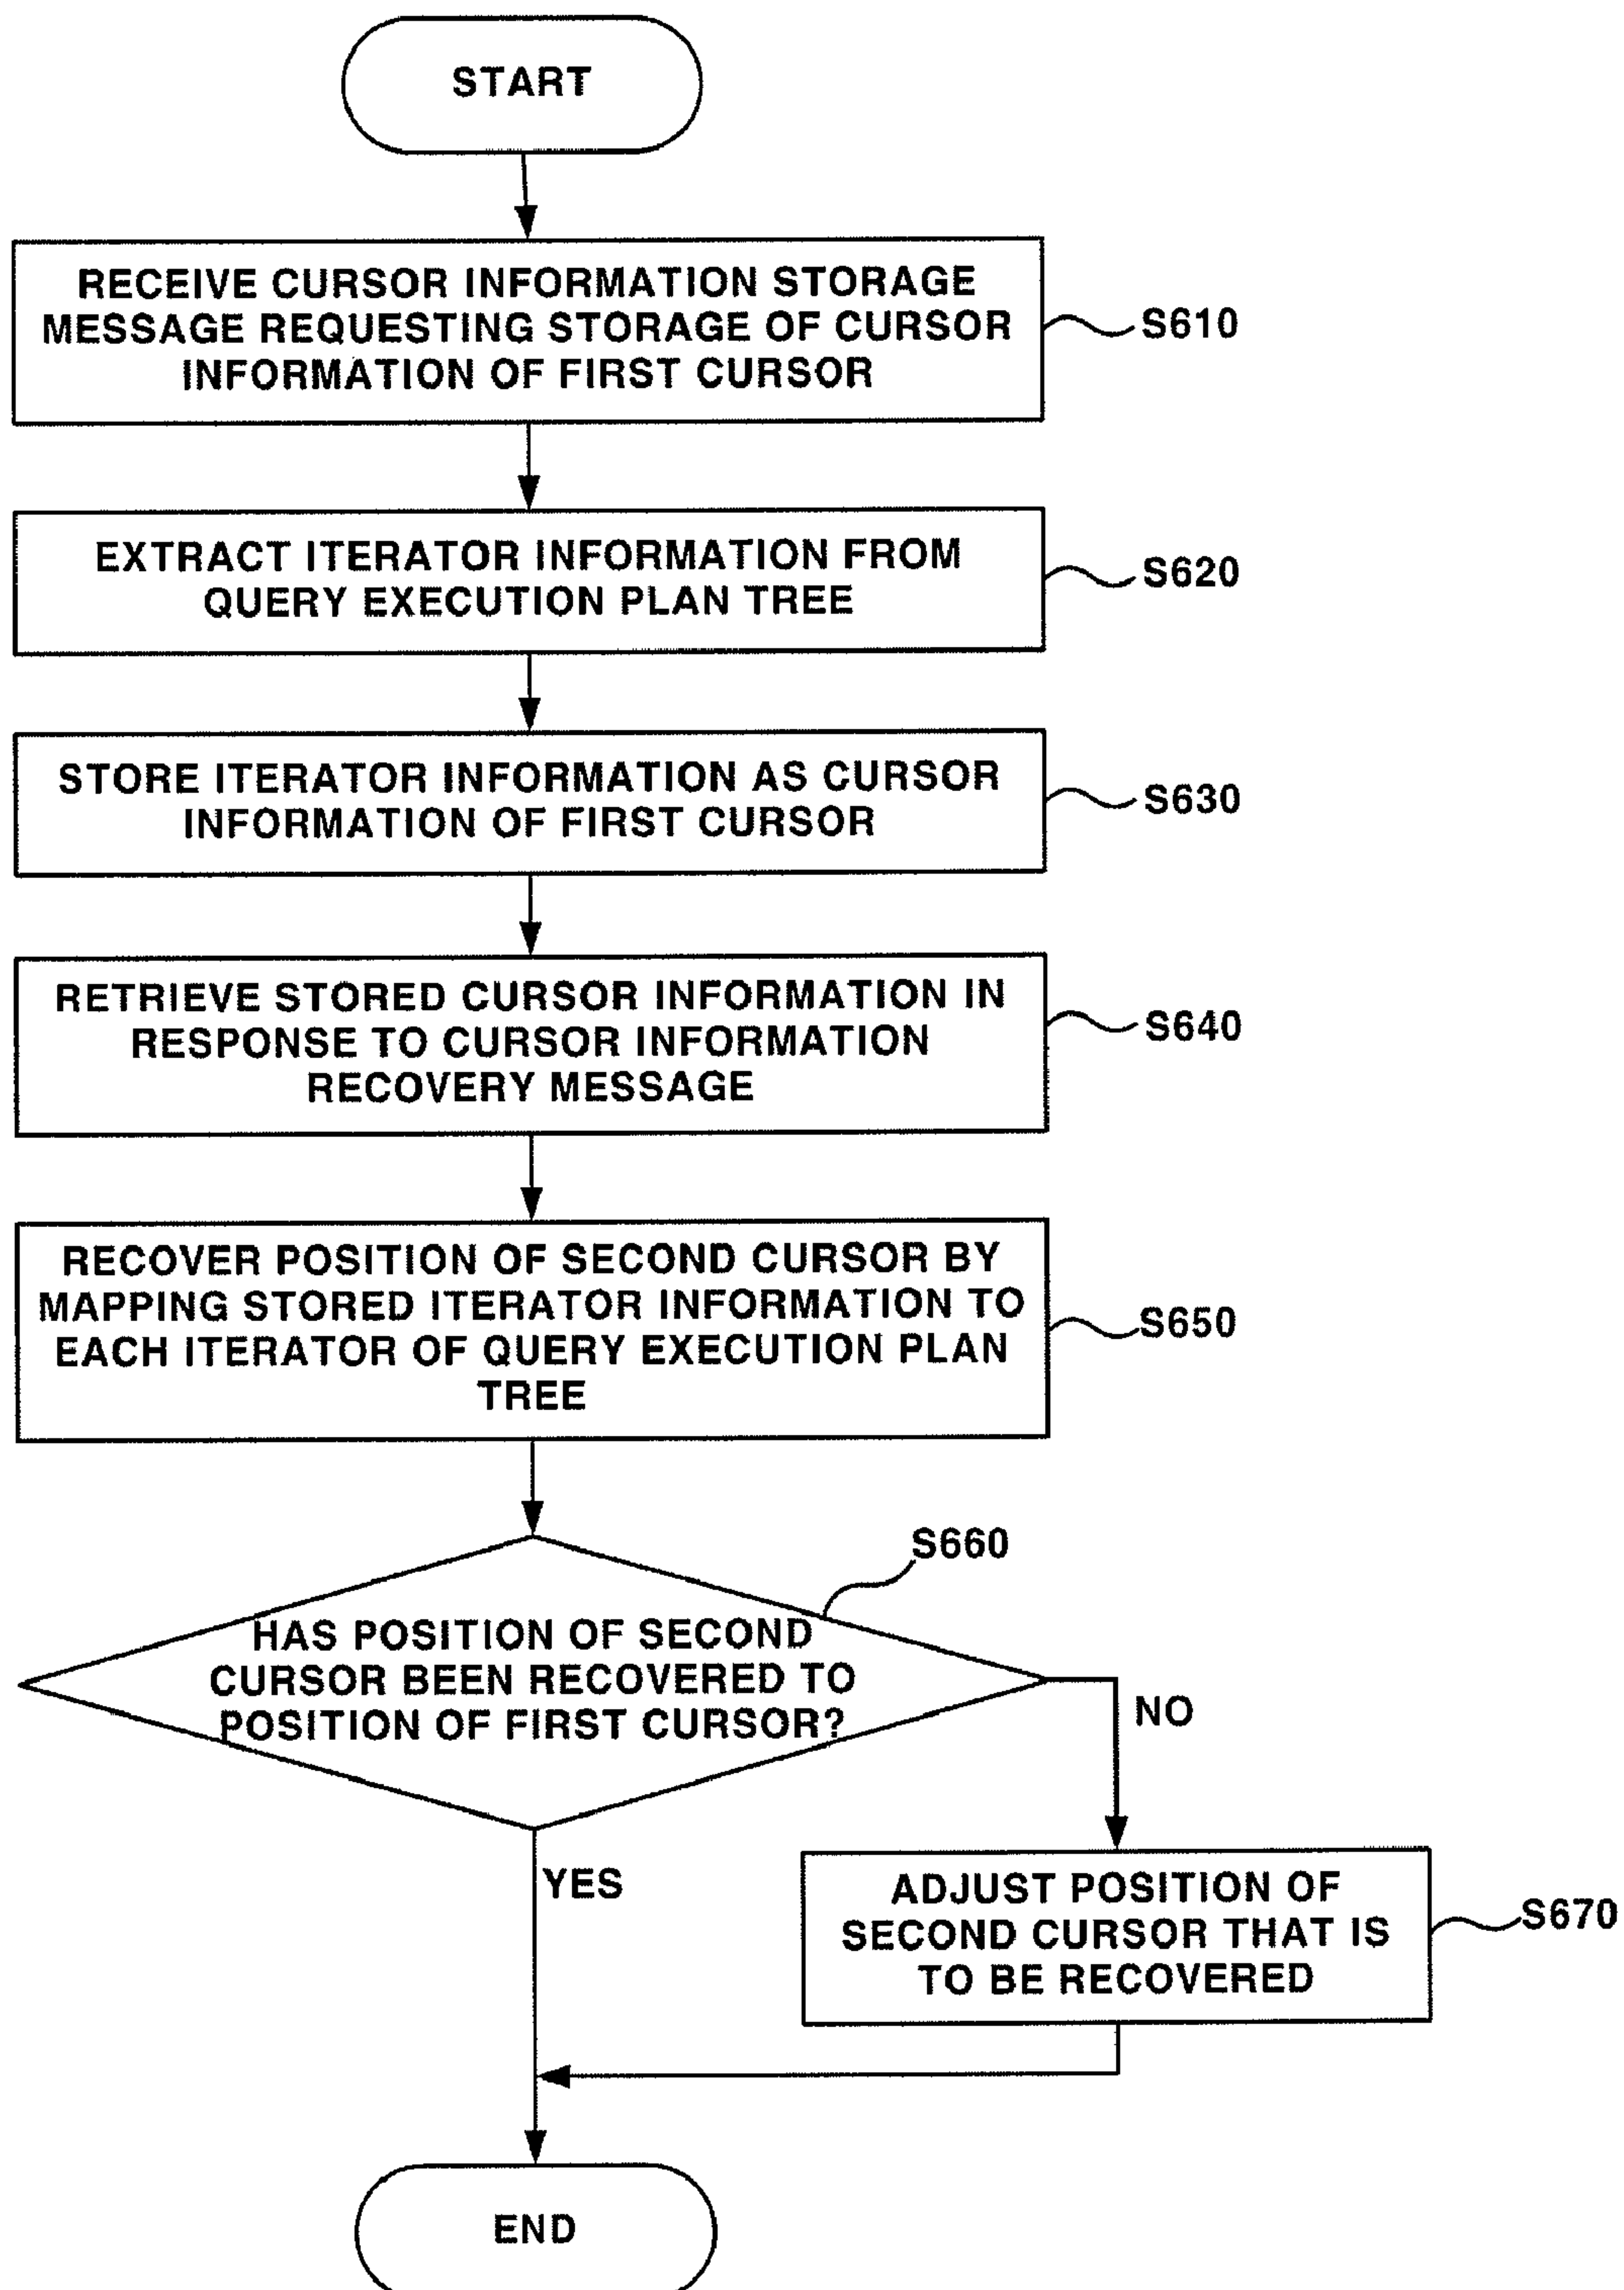 START
RECEIVE CURSOR INFORMATION STORAGE
MESSAGE REQUESTING STORAGE OF CURSOR
INFORMATION OF FIRST CURSOR
S610
EXTRACT ITERATOR INFORMATION FROM
QUERY EXECUTION PLAN TREE
S620
STORE ITERATOR INFORMATION AS CURSOR
INFORMATION OF FIRST CURSOR
S630
RETRIEVE STORED CURSOR INFORMATION IN
RESPONSE TO CURSOR INFORMATION
RECOVERY MESSAGE
S640
RECOVER POSITION OF SECOND CURSOR BY
MAPPING STORED ITERATOR INFORMATION TO
EACH ITERATOR OF QUERY EXECUTION PLAN
TREE
S650
S660
HAS POSITION OF SECOND
CURSOR BEEN RECOVERED TO
POSITION OF FIRST CURSOR?
NO
YES
ADJUST POSITION OF
SECOND CURSOR THAT IS
TO BE RECOVERED
S670
END